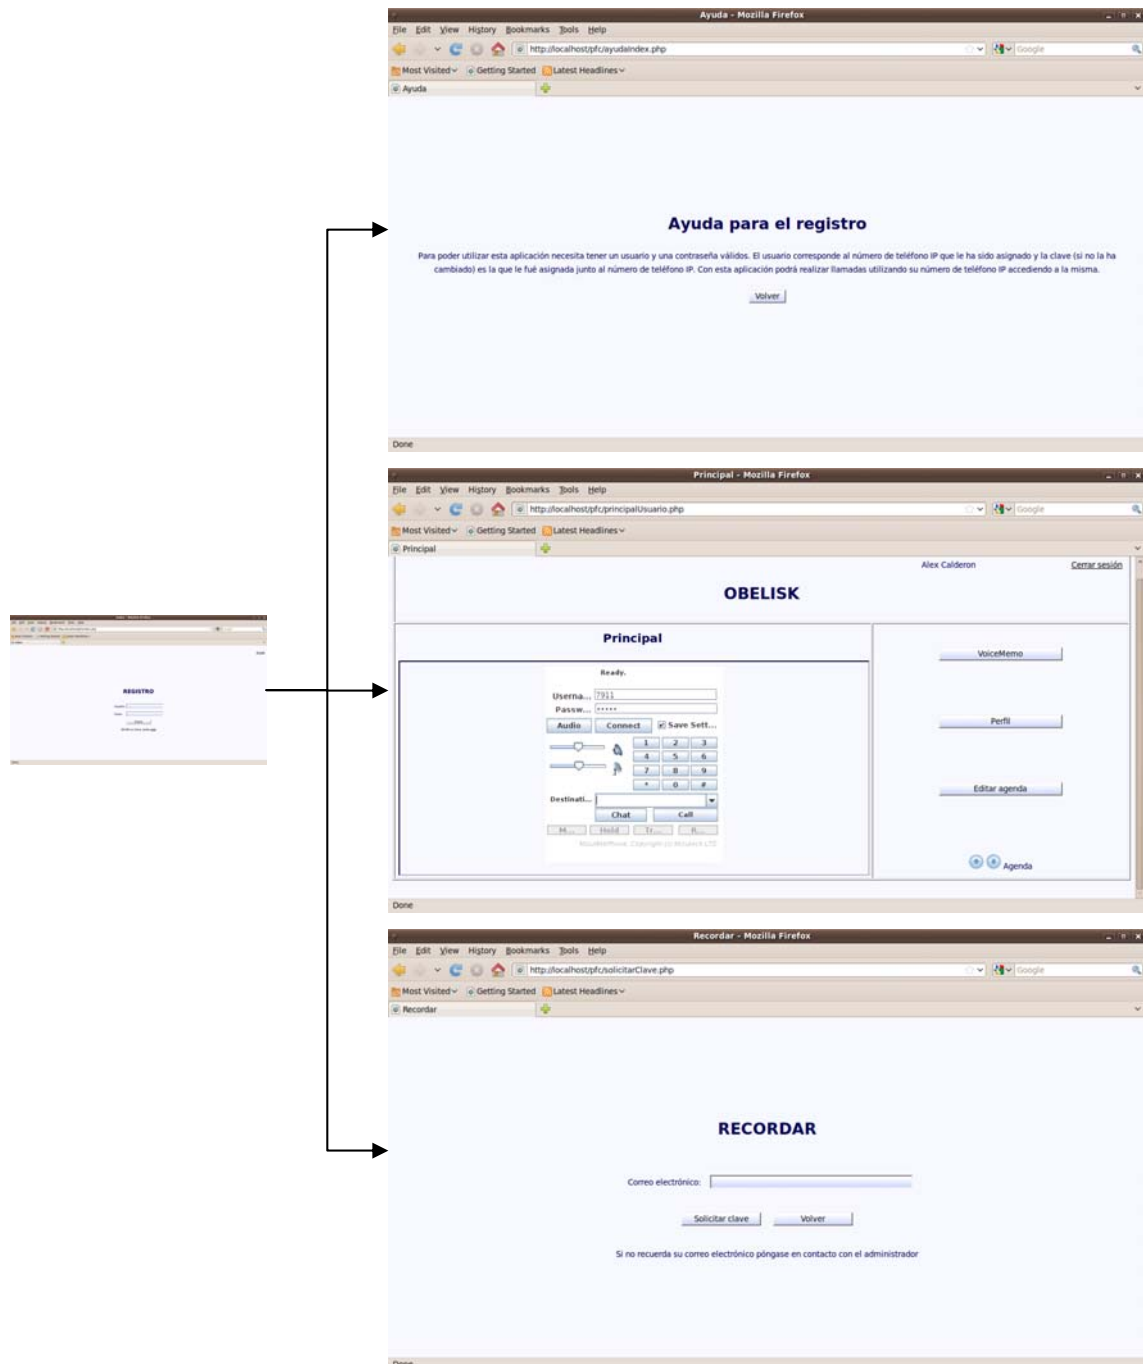 Ayuda - Mozilla Firefox
File Edit View History Bookmarks Tools Help
http://localhost/pfc/ayudaIndex.php
Google
Most Visited Getting Started Latest Headlines
Ayuda
Ayuda para el registro
Para poder utilizar esta aplicación necesita tener un usuario y una contraseña válidos. El usuario corresponde al número de teléfono IP que le ha sido asignado y la clave (si no la ha
cambiado) es la que le fué asignada junto al número de teléfono IP. Con esta aplicación podrá realizar llamadas utilizando su número de teléfono IP accediendo a la misma.
Volver
Done
Principal - Mozilla Firefox
File Edit View History Bookmarks Tools Help
http://localhost/pfc/principalUsuario.php
Google
Most Visited Getting Started Latest Headlines
Principal
Alex Calderon Cerrar sesión
OBELISK
Principal
Ready.
Userna... 7911
Passw... •••••
Audio Connect Save Sett...
1 2 3
4 5 6
7 8 9
* 0 #
Destinati...
Chat Call
M... Hold Tr... R...
VoiceMemo
Perfil
Editar agenda
Agenda
Done
REGISTRO
Recordar - Mozilla Firefox
File Edit View History Bookmarks Tools Help
http://localhost/pfc/solicitarClave.php
Google
Most Visited Getting Started Latest Headlines
Recordar
RECORDAR
Correo electrónico:
Solicitar clave Volver
Si no recuerda su correo electrónico póngase en contacto con el administrador
Done